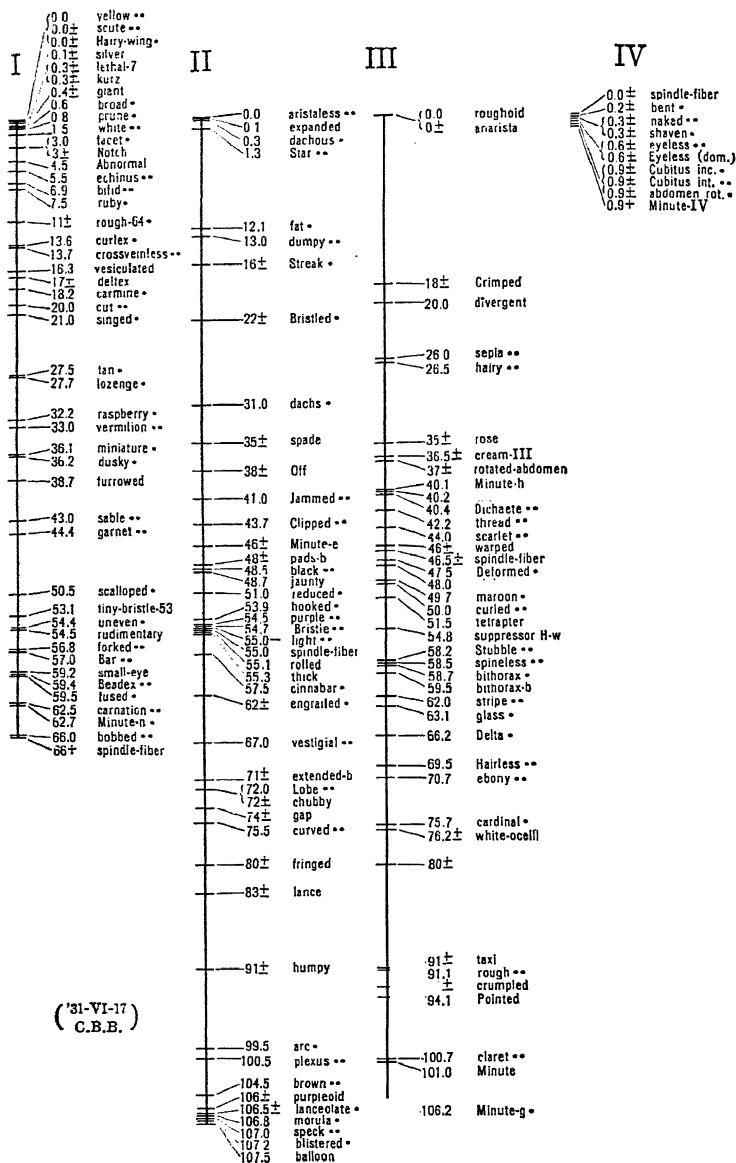 I
0.0 yellow ••
0.0± scute ••
0.0± Hairy-wing•
0.1± silver
0.3± lethal-7
0.3± kurz
0.4± giant
0.6 broad•
0.8 prune•
1.5 white••
3.0 facet•
3± Notch
4.5 Abnormal
5.5 echinus••
6.9 bifid••
7.5 ruby•
11± rough-64•
13.6 curlex•
13.7 crossveinless••
16.3 vesiculated
17± deltex
18.2 carmine•
20.0 cut••
21.0 singed•
27.5 tan•
27.7 lozenge•
32.2 raspberry•
33.0 vermilion••
36.1 miniature•
36.2 dusky•
38.7 furrowed
43.0 sable••
44.4 garnet••
50.5 scalloped•
53.1 tiny-bristle-53
54.4 uneven•
54.5 rudimentary
56.8 forked••
57.0 Bar••
59.2 small-eye
59.4 Beadex••
59.5 fused•
62.5 carnation••
62.7 Minute-n•
66.0 bobbed••
66+ spindle-fiber
('31-VI-17
C.B.B.)
II
0.0 aristaless••
0.1 expanded
0.3 dachous•
1.3 Star••
12.1 fat•
13.0 dumpy••
16± Streak•
22± Bristled•
31.0 dachs•
35± spade
38± Off
41.0 Jammed••
43.7 Clipped••
46± Minute-e
48± pads-b
48.5 black••
48.7 jaunty
51.0 reduced•
53.9 hooked•
54.5 purple••
54.7 Bristle••
55.0 light••
55.0 spindle-fiber
55.1 rolled
55.3 thick
57.5 cinnabar•
62± engrailed•
67.0 vestigial••
71± extended-b
72.0 Lobe••
72± chubby
74± gap
75.5 curved••
80± fringed
83± lance
91± humpy
99.5 arc•
100.5 plexus••
104.5 brown••
106± purpleoid
106.5± lanceolate•
106.8 morula•
107.0 speck••
107.2 blistered•
107.5 balloon
III
0.0 roughoid
0± anarista
18± Crimped
20.0 divergent
26.0 sepia••
26.5 hairy••
35± rose
36.5± cream-III
37± rotated-abdomen
40.1 Minute-h
40.2
40.4 Dichaete••
42.2 thread••
44.0 scarlet••
46± warped
46.5± spindle-fiber
47.5 Deformed•
48.0
49.7 maroon•
50.0 curled••
51.5 tetrapter
54.8 suppressor H-w
58.2 Stubble••
58.5 spineless••
58.7 bithorax•
59.5 bithorax-b
62.0 stripe••
63.1 glass•
66.2 Delta•
69.5 Hairless••
70.7 ebony••
75.7 cardinal•
76.2± white-ocelli
80±
91± taxi
91.1 rough••
± crumpled
94.1 Pointed
100.7 claret••
101.0 Minute
106.2 Minute-g•
IV
0.0± spindle-fiber
0.2± bent•
0.3± naked••
0.3± shaven•
0.6± eyeless••
0.6± Eyeless (dom.)
0.9± Cubitus inc.•
0.9± Cubitus int.••
0.9± abdomen rot.•
0.9+ Minute-IV